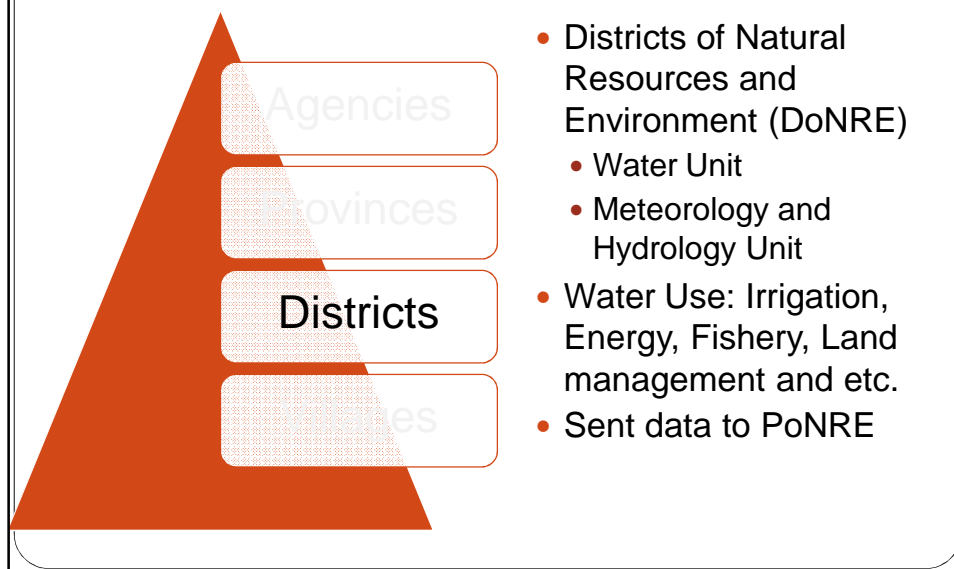 Agencies
Provinces
Districts
Villages
• Districts of Natural
Resources and
Environment (DoNRE)
• Water Unit
• Meteorology and
Hydrology Unit
• Water Use: Irrigation,
Energy, Fishery, Land
management and etc.
• Sent data to PoNRE